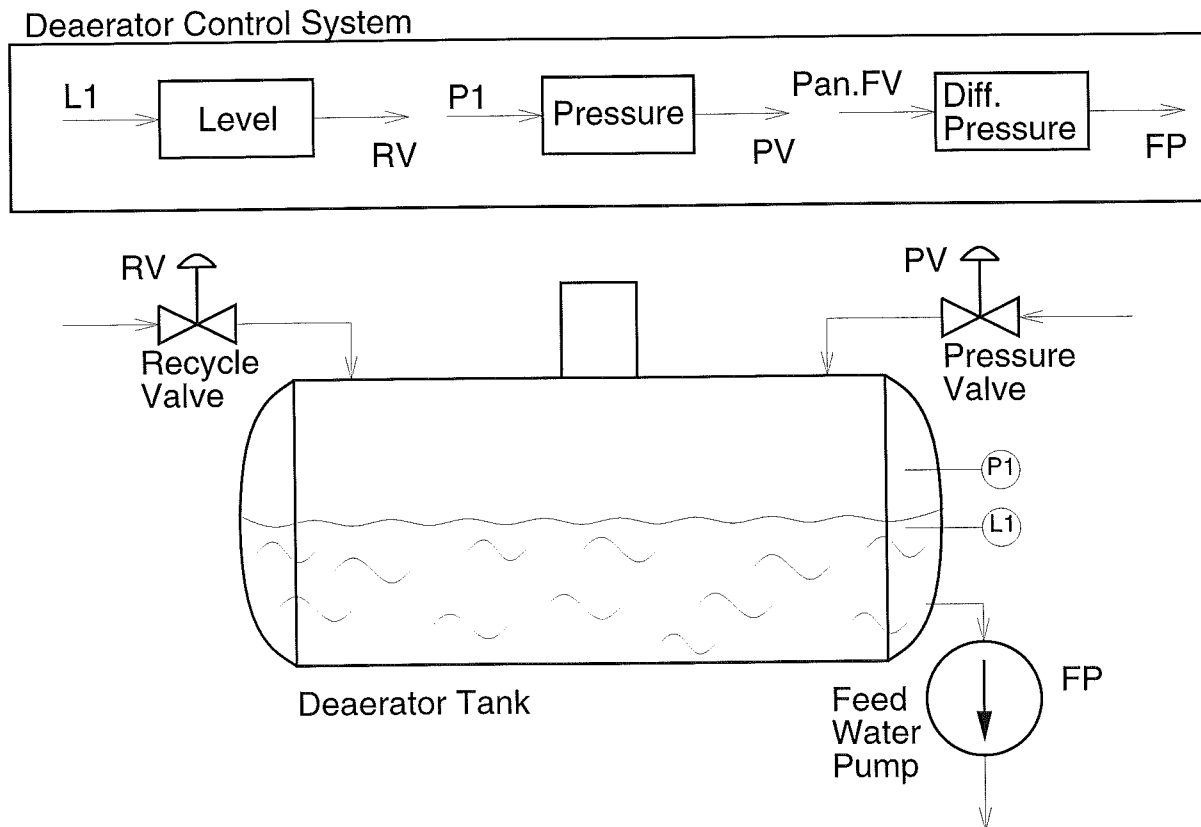 Deaerator Control System
L1
Level
RV
P1
Pressure
PV
Pan.FV
Diff.
Pressure
FP
RV
Recycle
Valve
PV
Pressure
Valve
P1
L1
Deaerator Tank
Feed
Water
Pump
FP